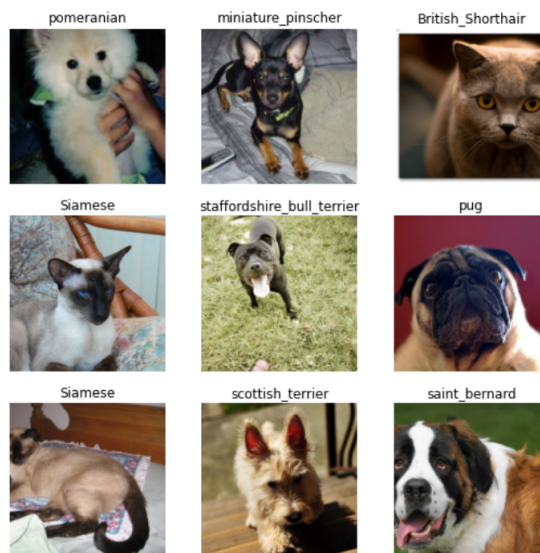 pomeranian
miniature_pinscher
British_Shorthair
Siamese
staffordshire_bull_terrier
pug
Siamese
scottish_terrier
saint_bernard